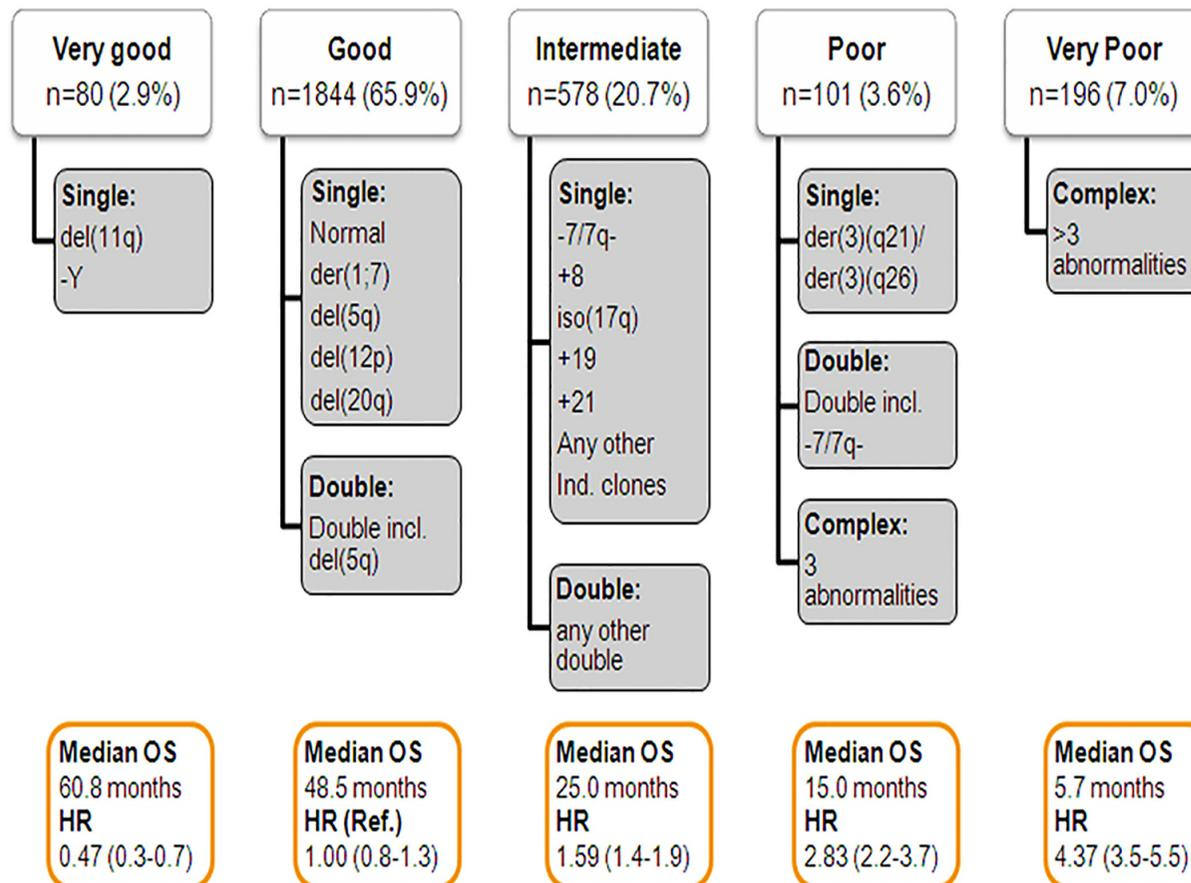 Very good
n=80 (2.9%)
Single:
del(11q)
-Y
Median OS
60.8 months
HR
0.47 (0.3-0.7)
Good
n=1844 (65.9%)
Single:
Normal
der(1;7)
del(5q)
del(12p)
del(20q)
Double:
Double incl.
del(5q)
Median OS
48.5 months
HR (Ref.)
1.00 (0.8-1.3)
Intermediate
n=578 (20.7%)
Single:
-7/7q-
+8
iso(17q)
+19
+21
Any other
Ind. clones
Double:
any other
double
Median OS
25.0 months
HR
1.59 (1.4-1.9)
Poor
n=101 (3.6%)
Single:
der(3)(q21)/
der(3)(q26)
Double:
Double incl.
-7/7q-
Complex:
3
abnormalities
Median OS
15.0 months
HR
2.83 (2.2-3.7)
Very Poor
n=196 (7.0%)
Complex:
>3
abnormalities
Median OS
5.7 months
HR
4.37 (3.5-5.5)